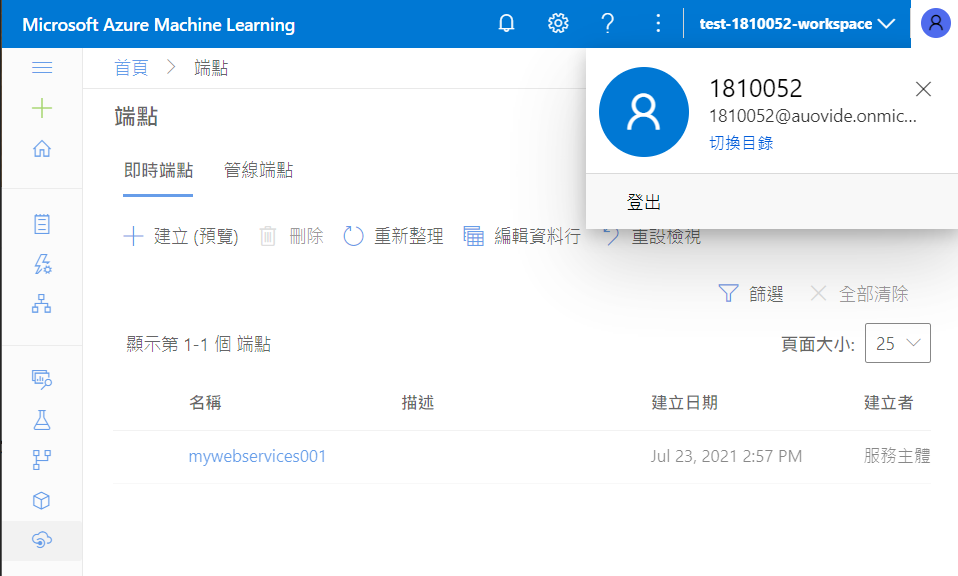 Microsoft Azure Machine Learning
test-1810052-workspace
首頁 端點
1810052
1810052@auovide.onmic...
切換目錄
登出
端點
即時端點 管線端點
建立 (預覽) 刪除 重新整理 編輯資料行 重設檢視
篩選 全部清除
顯示第 1-1 個 端點 頁面大小: 25
名稱 描述 建立日期 建立者
mywebservices001 Jul 23, 2021 2:57 PM 服務主體